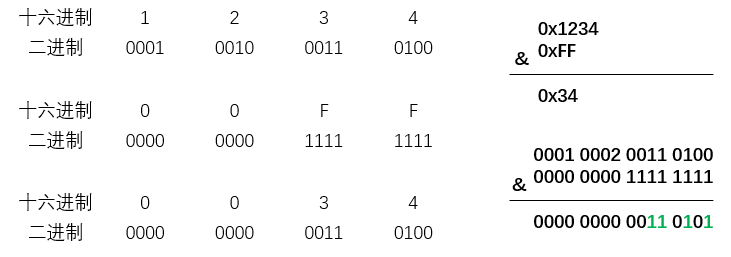 十六进制 1 2 3 4
二进制 0001 0010 0011 0100
十六进制 0 0 F F
二进制 0000 0000 1111 1111
十六进制 0 0 3 4
二进制 0000 0000 0011 0100
0x1234
& 0xFF
0x34
0001 0002 0011 0100
& 0000 0000 1111 1111
0000 0000 0011 0101